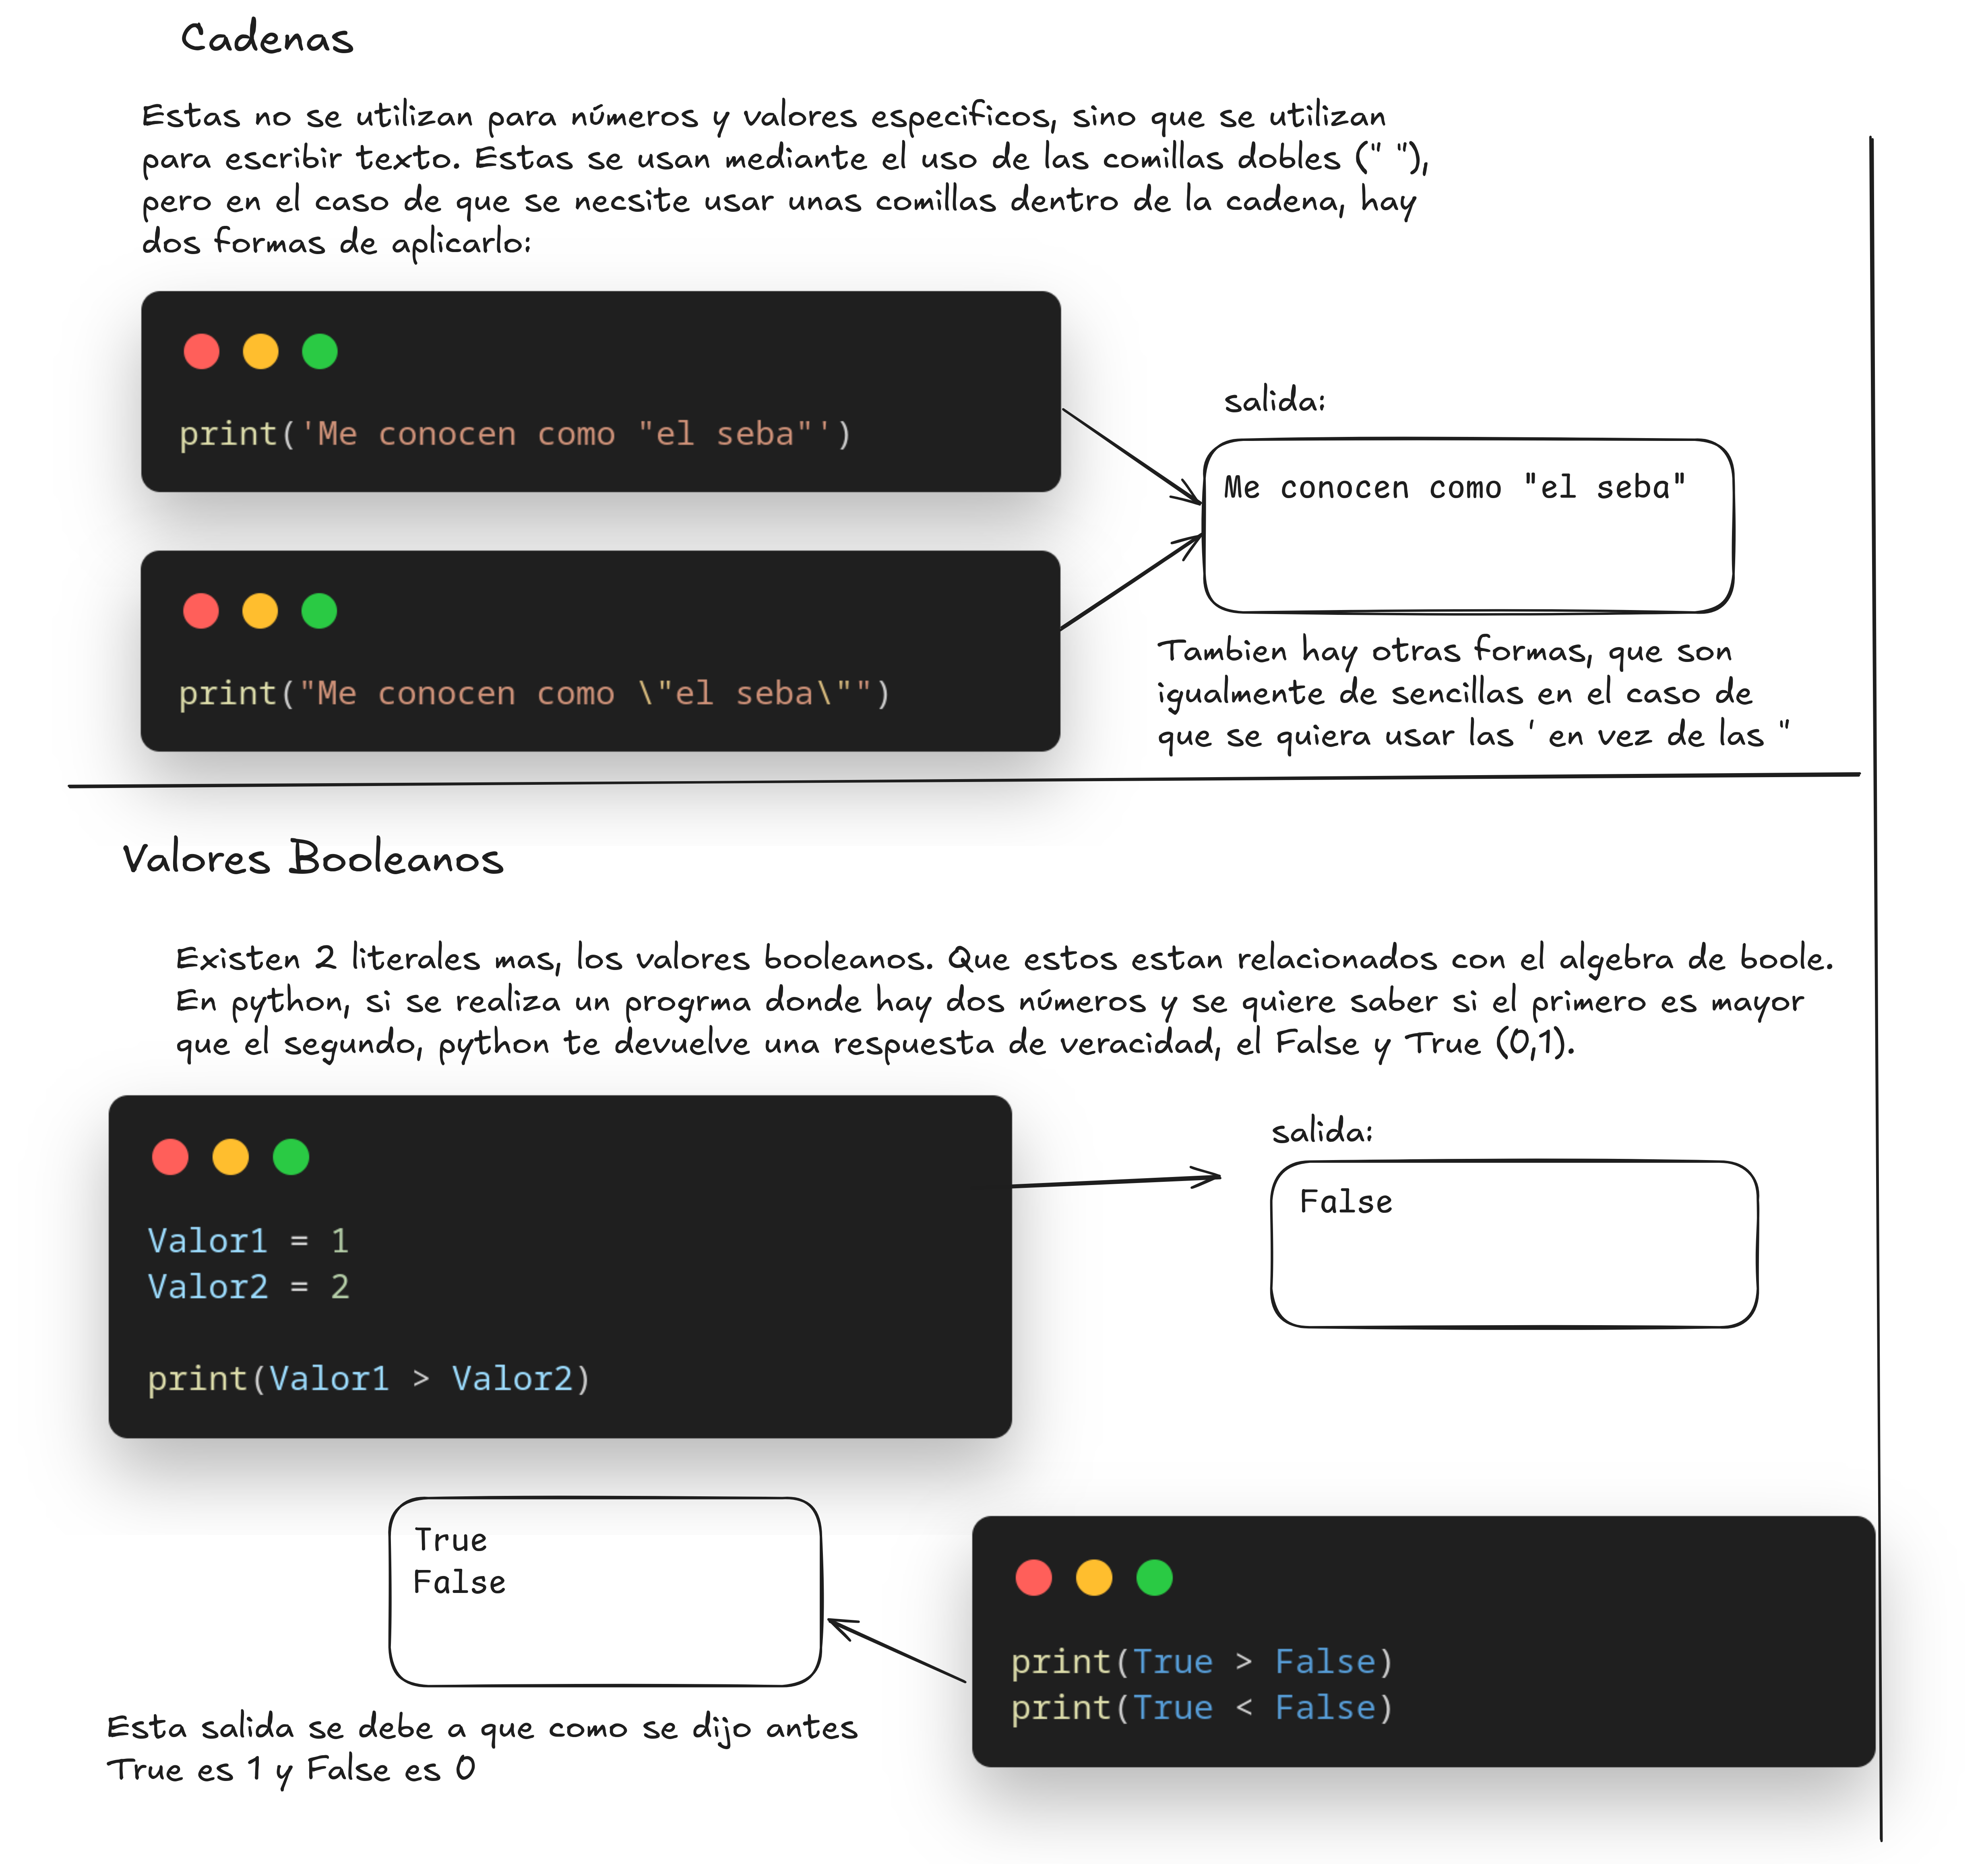 Cadenas
Estas no se utilizan para números y valores especificos, sino que se utilizan
para escribir texto. Estas se usan mediante el uso de las comillas dobles (" "),
pero en el caso de que se necsite usar unas comillas dentro de la cadena, hay
dos formas de aplicarlo:
print('Me conocen como "el seba"')
salida:
Me conocen como "el seba"
print("Me conocen como \"el seba\"")
Tambien hay otras formas, que son
igualmente de sencillas en el caso de
que se quiera usar las ' en vez de las "
Valores Booleanos
Existen 2 literales mas, los valores booleanos. Que estos estan relacionados con el algebra de boole.
En python, si se realiza un progrma donde hay dos números y se quiere saber si el primero es mayor
que el segundo, python te devuelve una respuesta de veracidad, el False y True (0,1).
Valor1 = 1
Valor2 = 2
print(Valor1 > Valor2)
salida:
False
True
False
print(True > False)
print(True < False)
Esta salida se debe a que como se dijo antes
True es 1 y False es 0